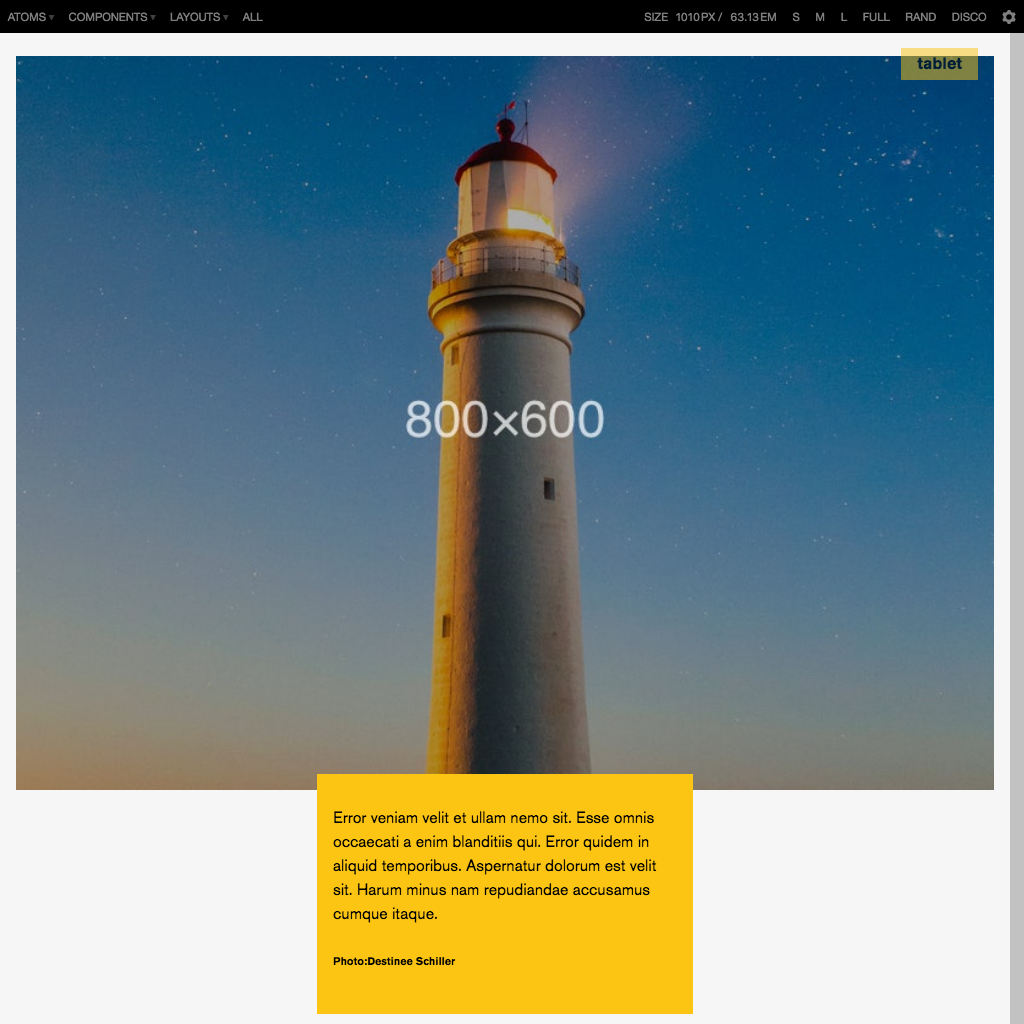 ATOMS ▾ COMPONENTS ▾ LAYOUTS ▾ ALL SIZE 1010PX / 63.13EM S M L FULL RAND DISCO
tablet
800×600
Error veniam velit et ullam nemo sit. Esse omnis
occaecati a enim blanditiis qui. Error quidem in
aliquid temporibus. Aspernatur dolorum est velit
sit. Harum minus nam repudiandae accusamus
cumque itaque.
Photo:Destinee Schiller